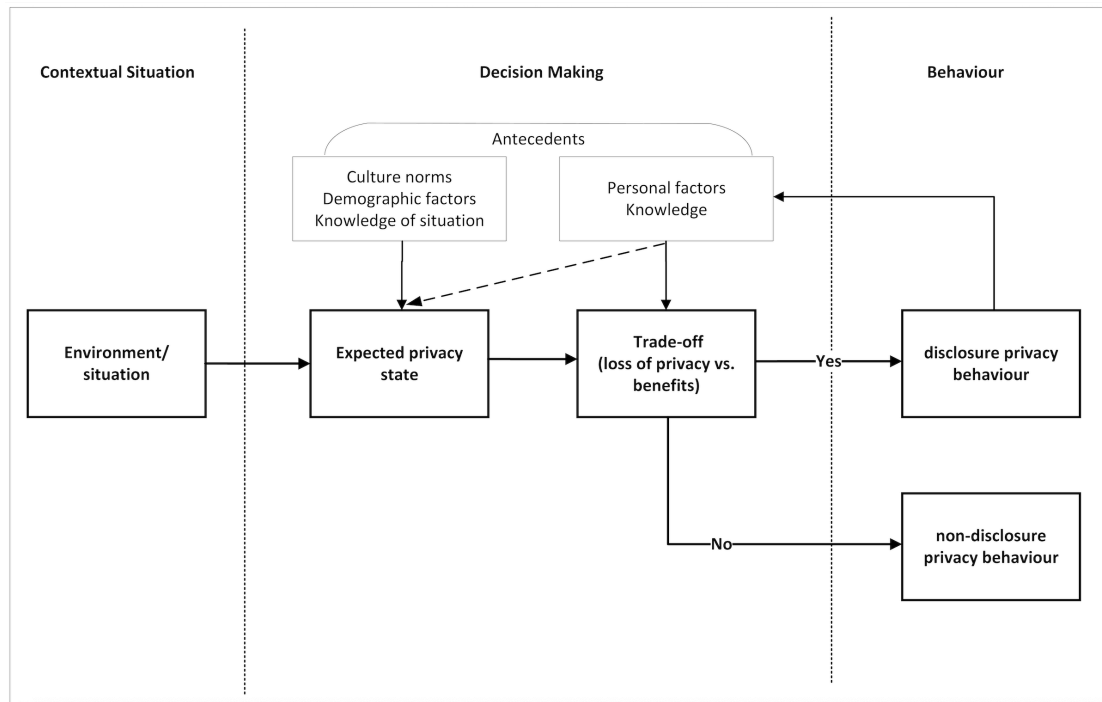 Contextual Situation
Decision Making
Behaviour
Antecedents
Culture norms
Demographic factors
Knowledge of situation
Personal factors
Knowledge
Environment/
situation
Expected privacy
state
Trade-off
(loss of privacy vs.
benefits)
Yes
disclosure privacy
behaviour
No
non-disclosure
privacy behaviour